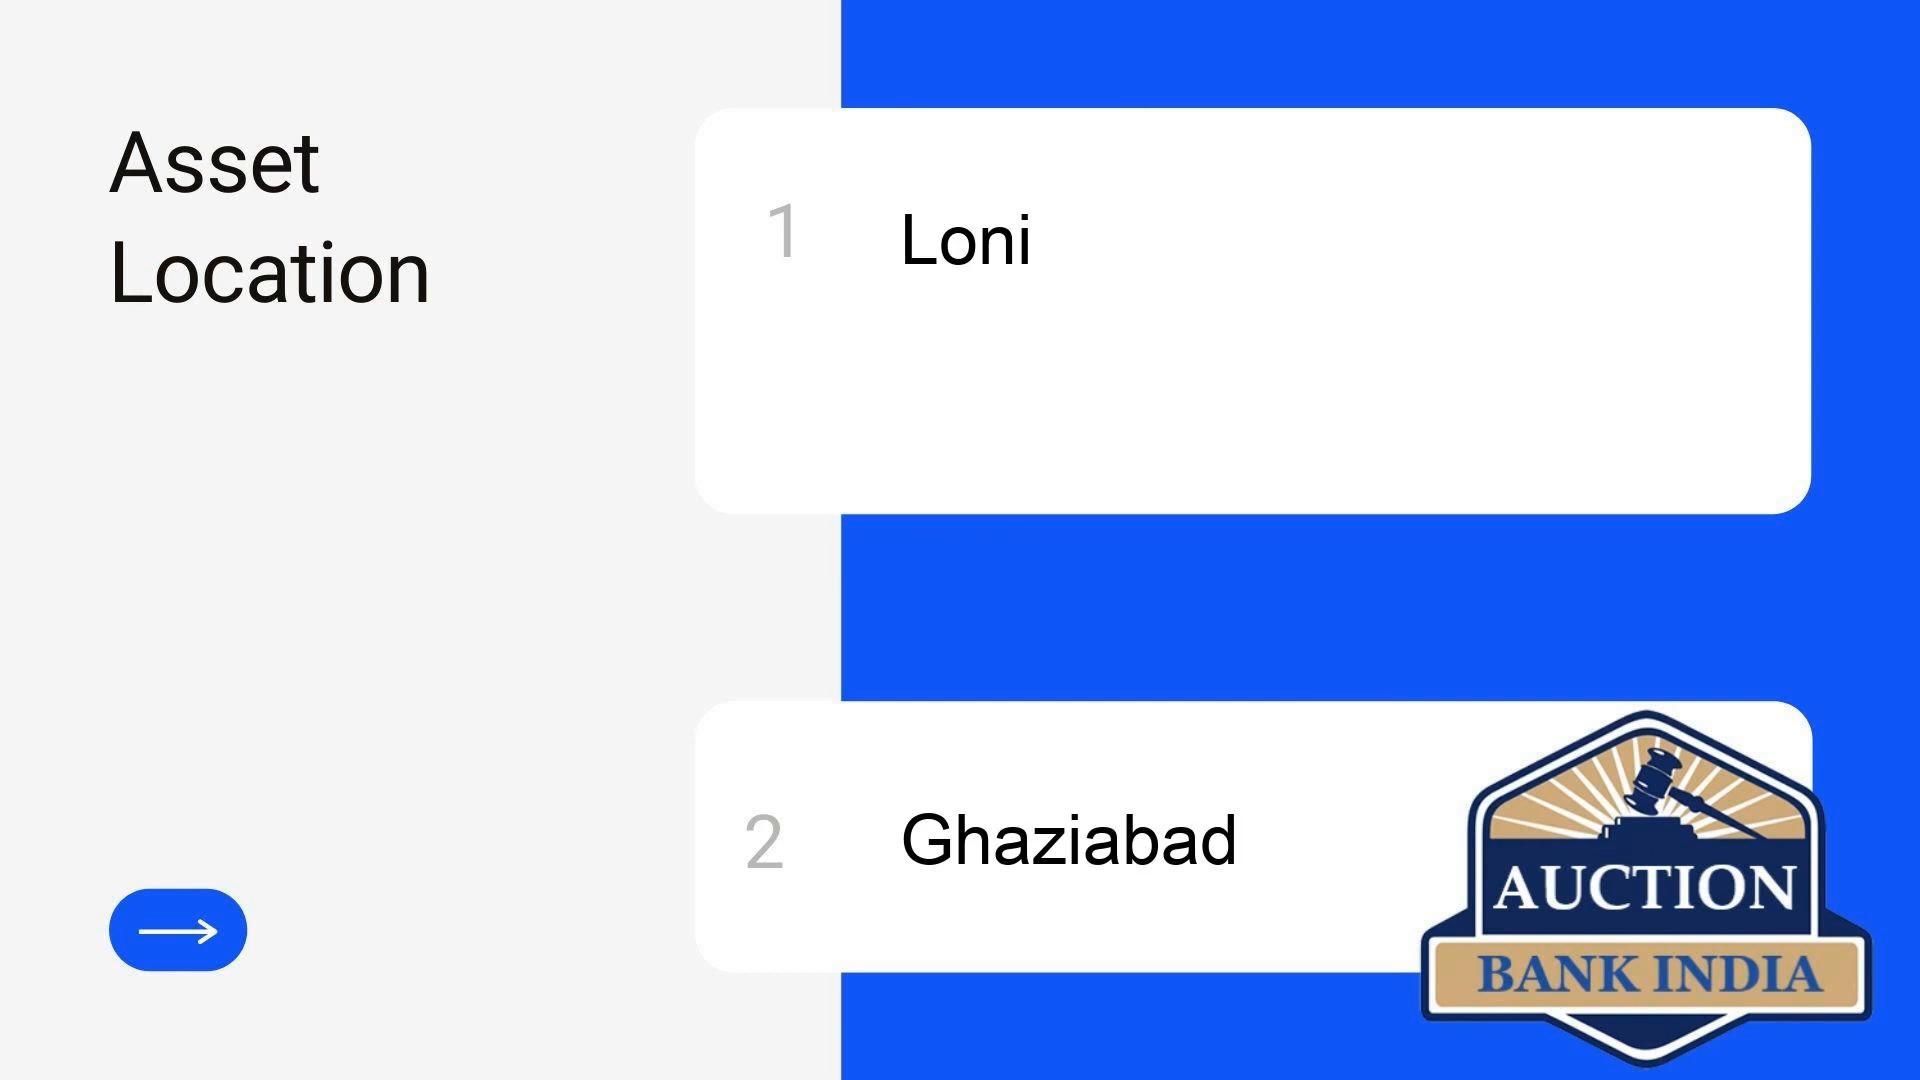 Asset
Location
1
Loni
2
Ghaziabad
AUCTION
BANK INDIA